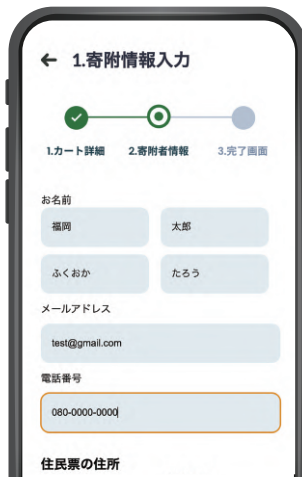 ← 1.寄附情報入力
1.カート詳細 2.寄附者情報 3.完了画面
お名前
福岡 太郎
ふくおか たろう
メールアドレス
test@gmail.com
電話番号
080-0000-0000
住民票の住所